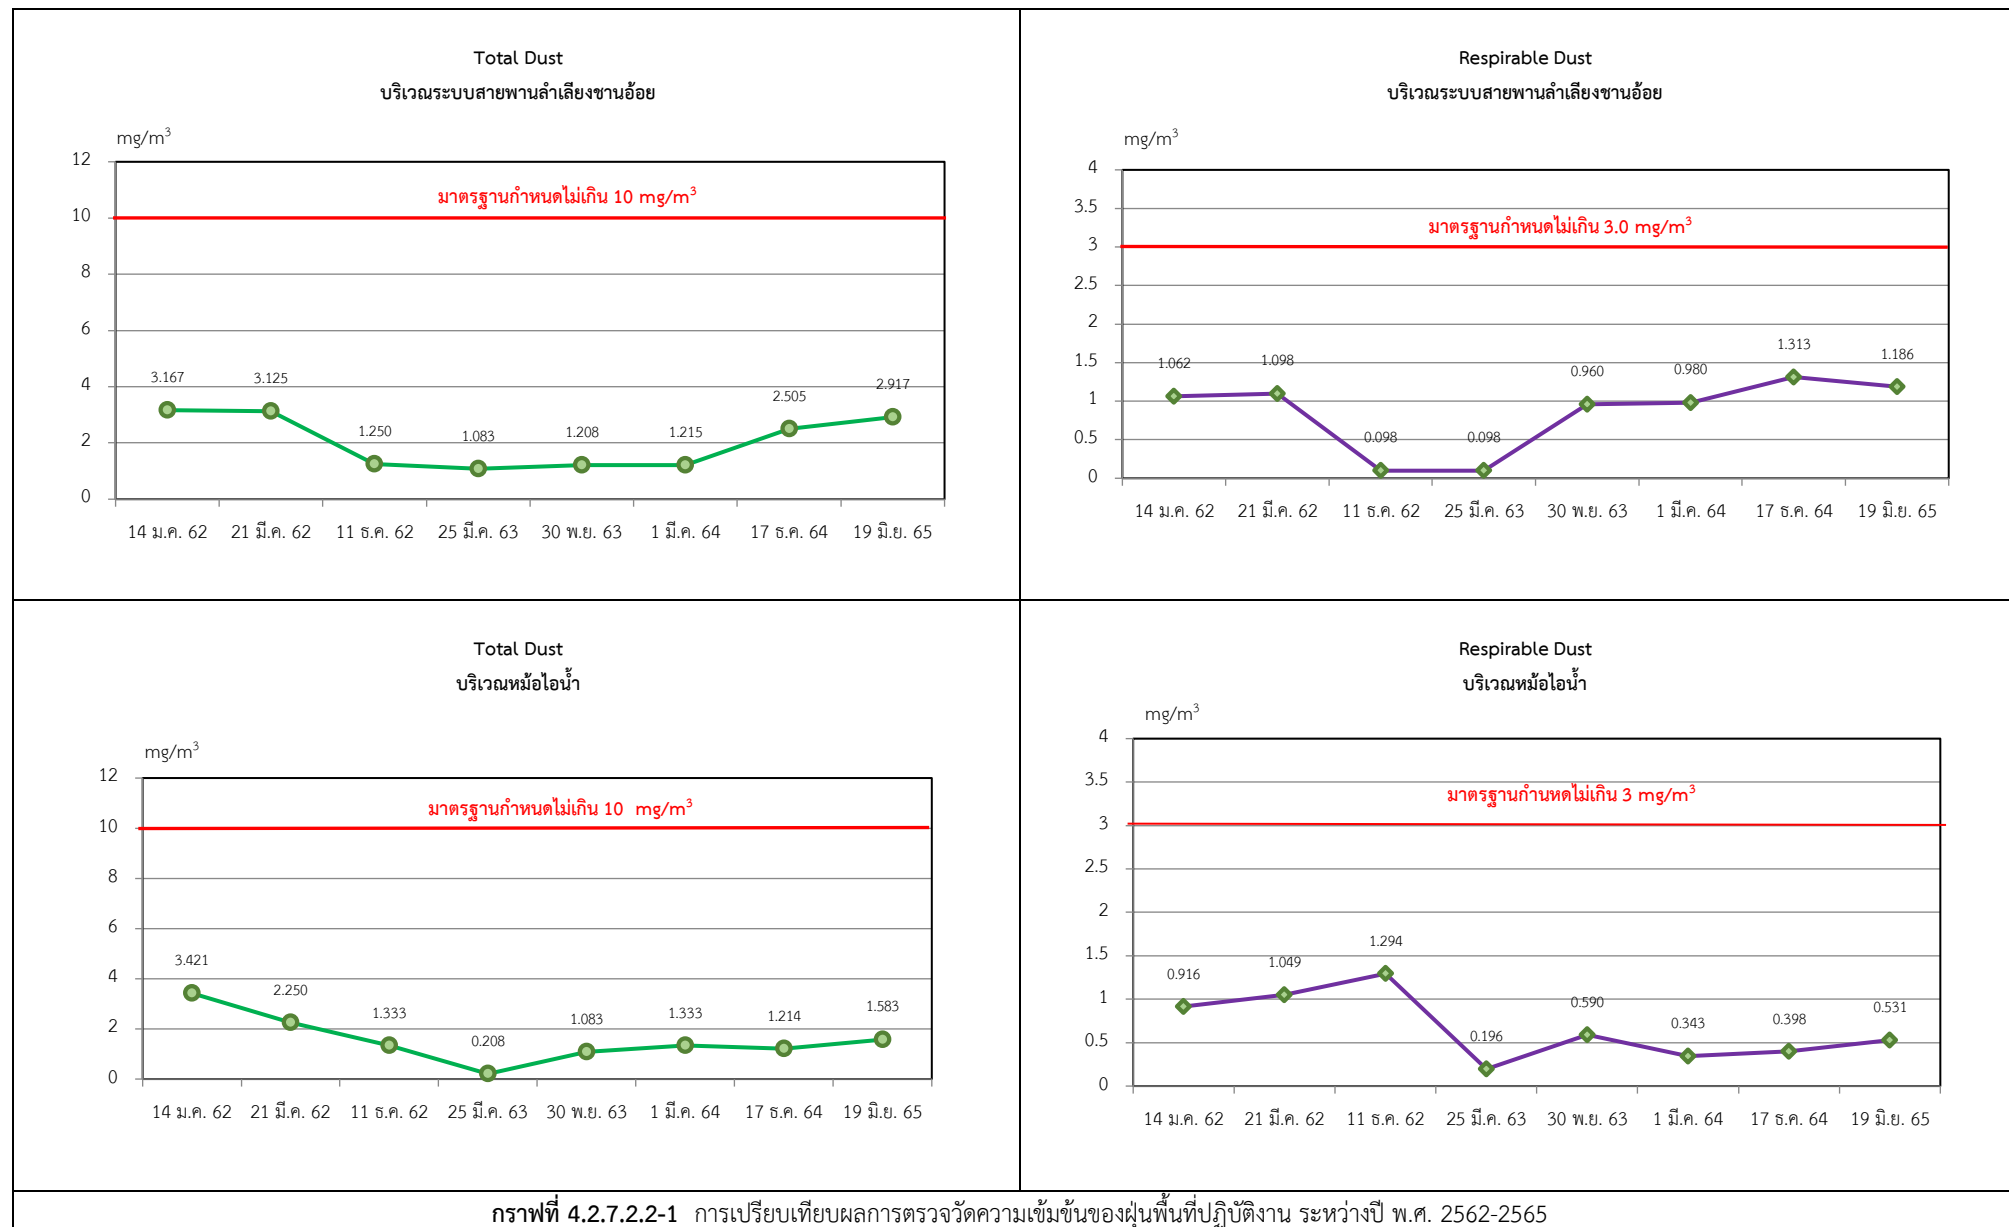 Total Dust
บริเวณระบบสายพานลำเลียงชานอ้อย
mg/m³
12
10
8
6
4
2
0
มาตรฐานกำหนดไม่เกิน 10 mg/m³
3.167
3.125
1.250
1.083
1.208
1.215
2.505
2.917
14 ม.ค. 62
21 มี.ค. 62
11 ธ.ค. 62
25 มี.ค. 63
30 พ.ย. 63
1 มี.ค. 64
17 ธ.ค. 64
19 มิ.ย. 65
Respirable Dust
บริเวณระบบสายพานลำเลียงชานอ้อย
mg/m³
4
3.5
3
2.5
2
1.5
1
0.5
0
มาตรฐานกำหนดไม่เกิน 3.0 mg/m³
1.062
1.098
0.098
0.098
0.960
0.980
1.313
1.186
14 ม.ค. 62
21 มี.ค. 62
11 ธ.ค. 62
25 มี.ค. 63
30 พ.ย. 63
1 มี.ค. 64
17 ธ.ค. 64
19 มิ.ย. 65
Total Dust
บริเวณหม้อไอน้ำ
mg/m³
12
10
8
6
4
2
0
มาตรฐานกำหนดไม่เกิน 10 mg/m³
3.421
2.250
1.333
0.208
1.083
1.333
1.214
1.583
14 ม.ค. 62
21 มี.ค. 62
11 ธ.ค. 62
25 มี.ค. 63
30 พ.ย. 63
1 มี.ค. 64
17 ธ.ค. 64
19 มิ.ย. 65
Respirable Dust
บริเวณหม้อไอน้ำ
mg/m³
4
3.5
3
2.5
2
1.5
1
0.5
0
มาตรฐานกำนหดไม่เกิน 3 mg/m³
0.916
1.049
1.294
0.196
0.590
0.343
0.398
0.531
14 ม.ค. 62
21 มี.ค. 62
11 ธ.ค. 62
25 มี.ค. 63
30 พ.ย. 63
1 มี.ค. 64
17 ธ.ค. 64
19 มิ.ย. 65
กราฟที่ 4.2.7.2.2-1 การเปรียบเทียบผลการตรวจวัดความเข้มข้นของฝุ่นพื้นที่ปฏิบัติงาน ระหว่างปี พ.ศ. 2562-2565